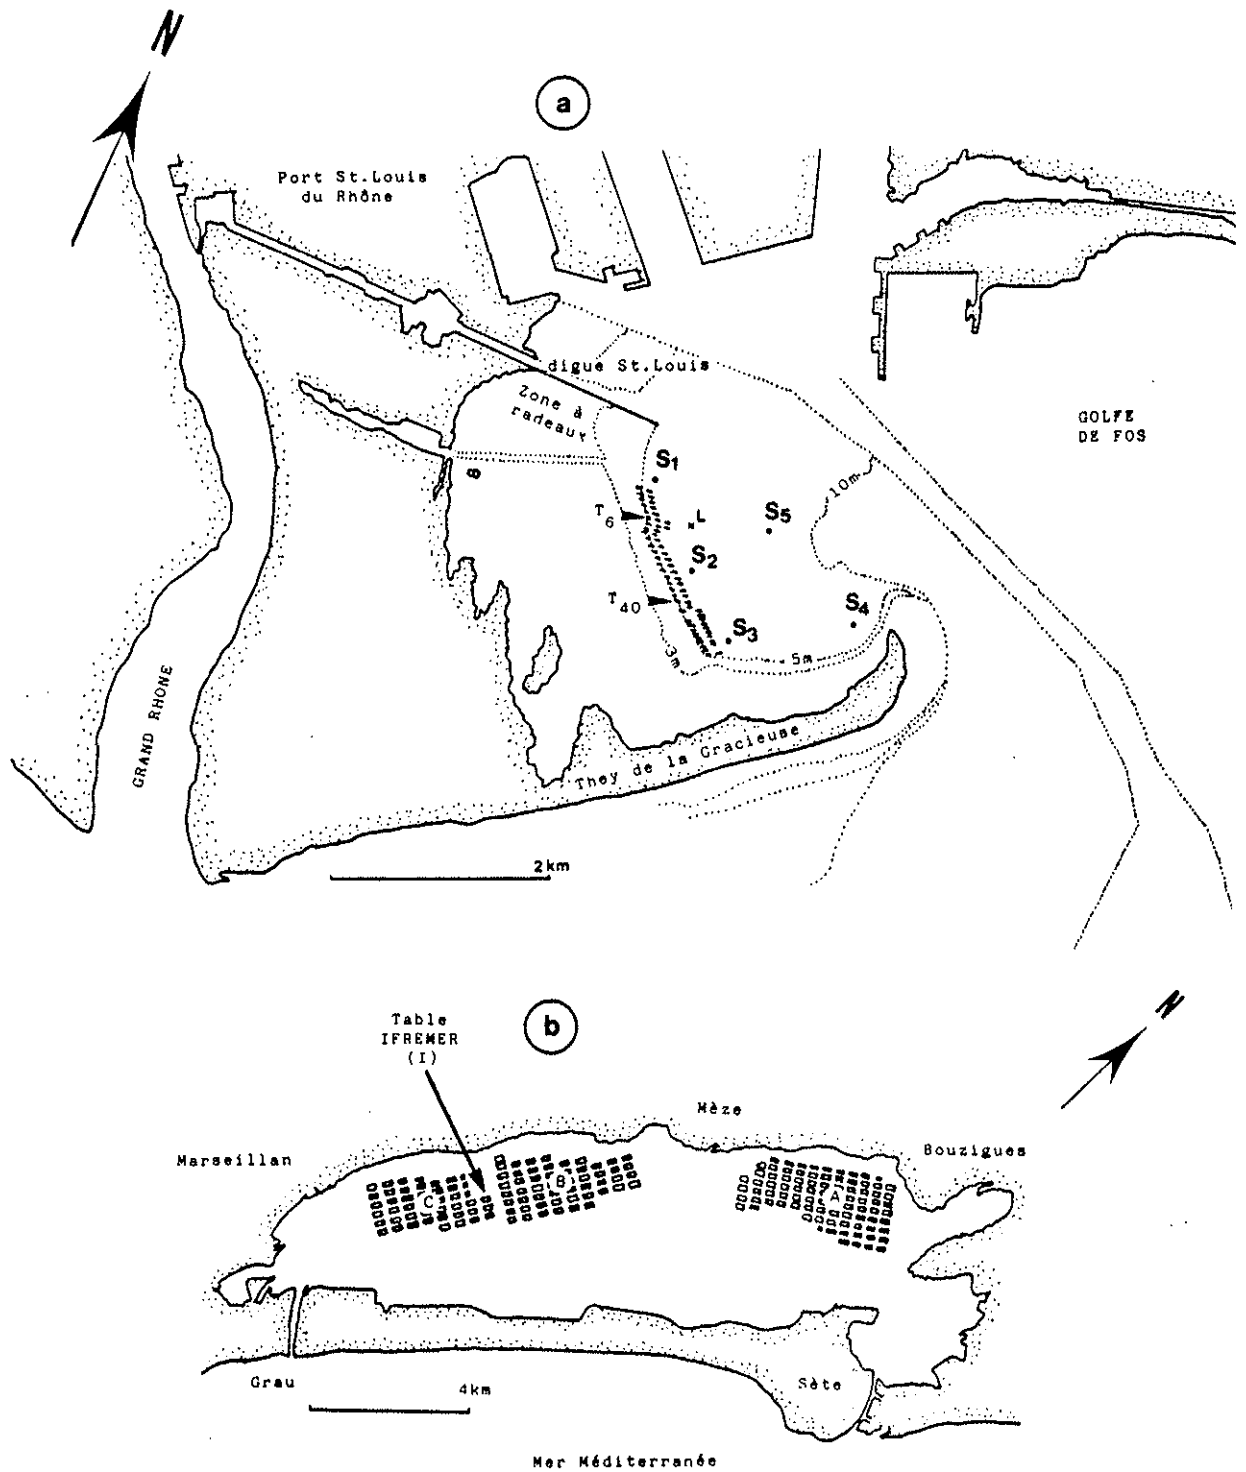 N
a
Port St.Louis
du Rhône
digue St.Louis
Zone à
radeaux
GOLFE
DE FOS
S1
10m
8
T6
L
S5
S2
T40
S4
S3
3m
5m
GRAND RHONE
They de la Gracieuse
2km
N
Table
IFREMER
(I)
b
Mèze
Marseillan
Bouzigues
C
B
A
Grau
4km
Sète
Mer Méditerranée